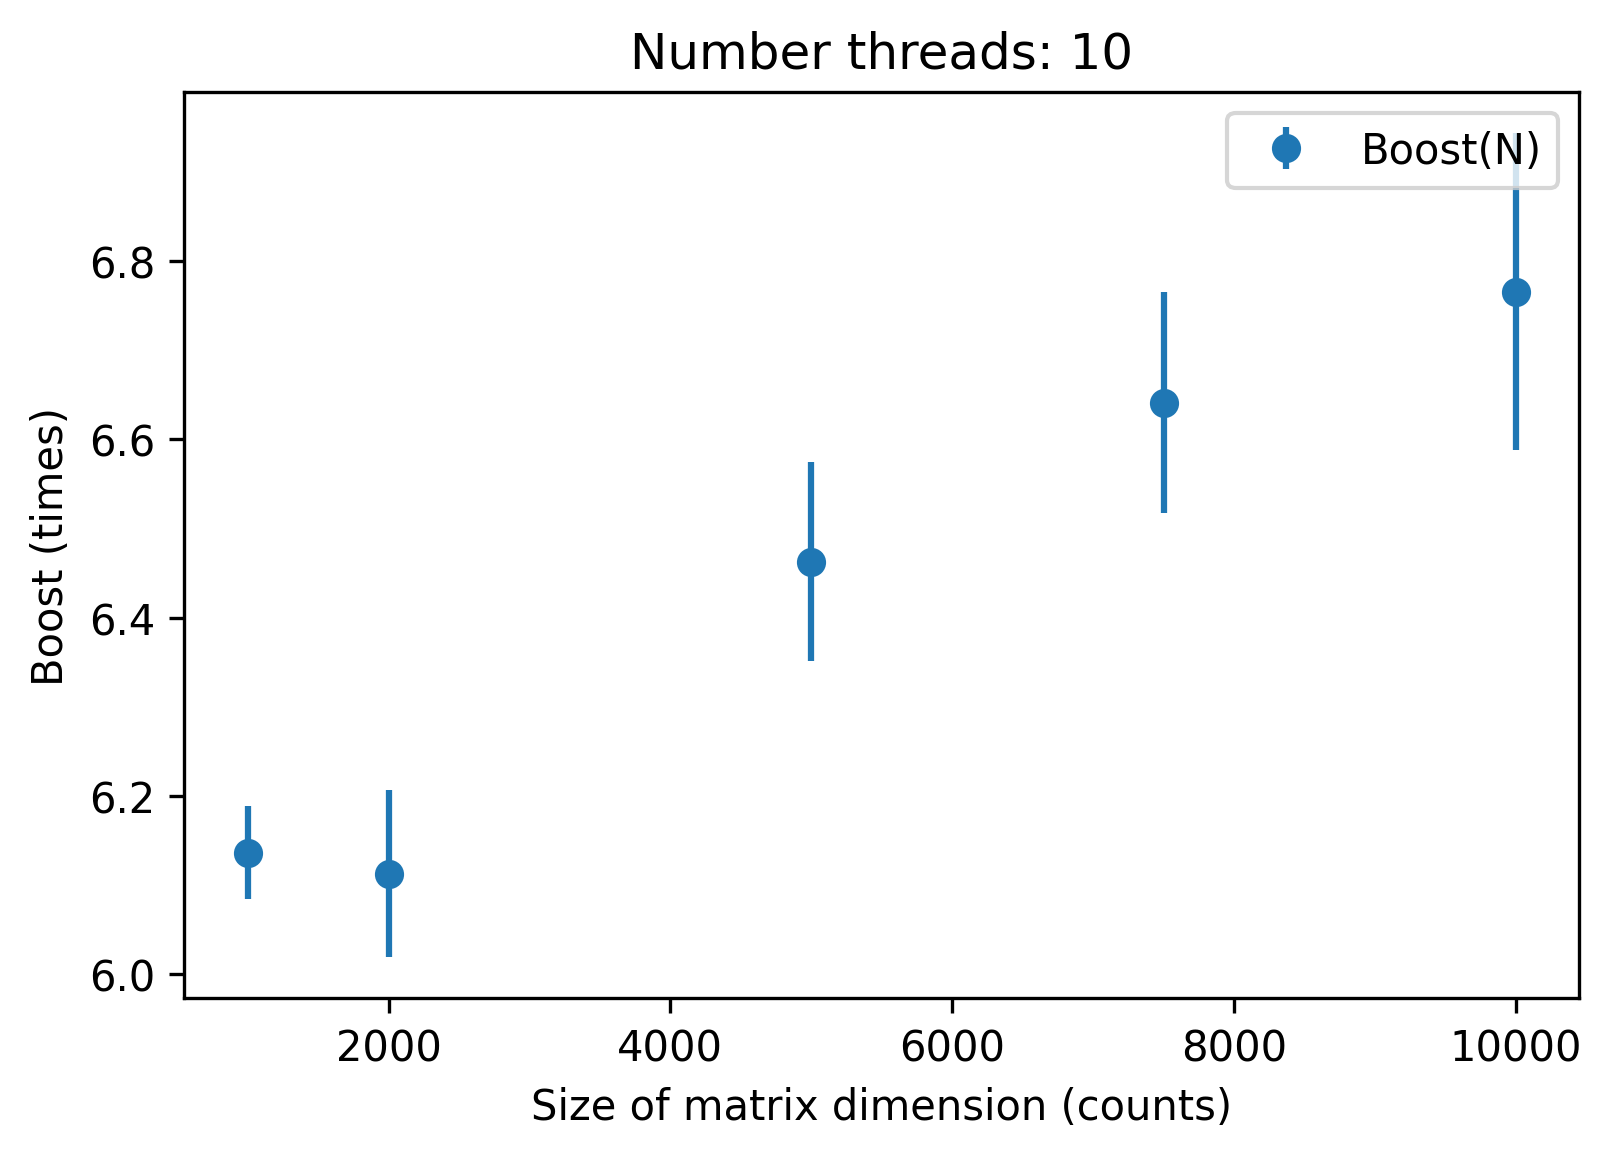 Number threads: 10
Boost(N)
Boost (times)
6.8
6.6
6.4
6.2
6.0
2000 4000 6000 8000 10000
Size of matrix dimension (counts)